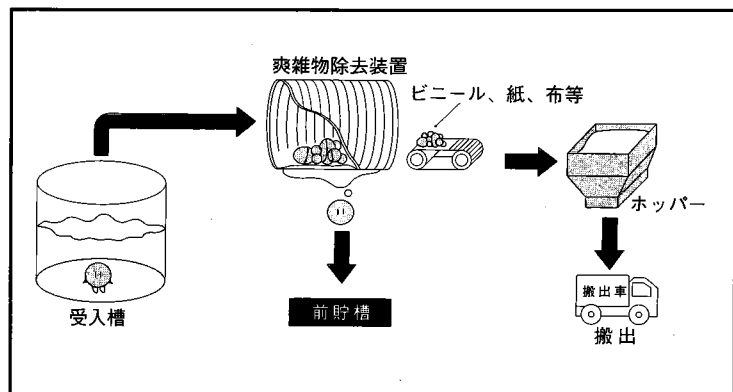 爽雑物除去装置
ビニール、紙、布等
ホッパー
受入槽
前貯槽
搬出車
搬出